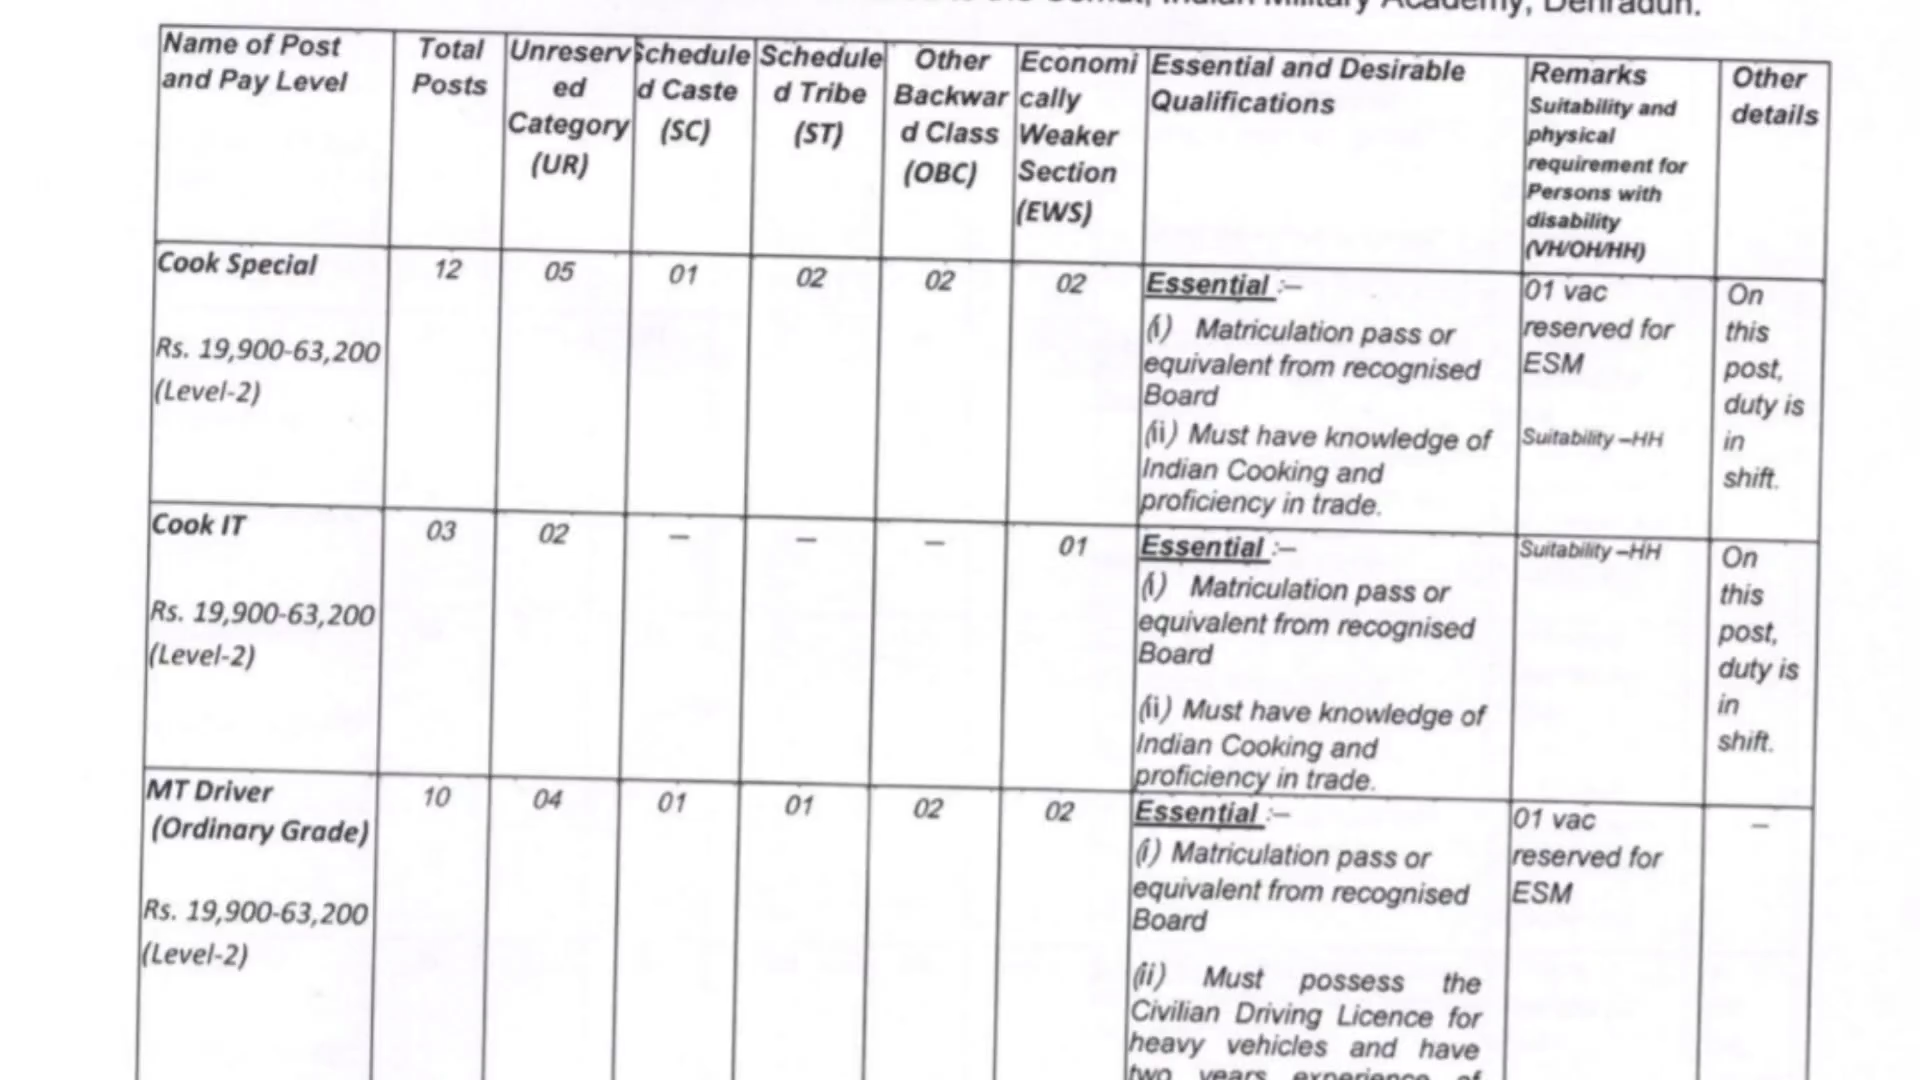 Indian Military Academy, Dehradun.
Name of Post
and Pay Level
Total
Posts
Unreserv
ed
Category
(UR)
Schedule
d Caste
(SC)
Schedule
d Tribe
(ST)
Other
Backwar
d Class
(OBC)
Economi
cally
Weaker
Section
(EWS)
Essential and Desirable
Qualifications
Remarks
Suitability and
physical
requirement for
Persons with
disability
(VH/OH/HH)
Other
details
Cook Special
Rs. 19,900-63,200
(Level-2)
12
05
01
02
02
02
Essential :–
(i) Matriculation pass or
equivalent from recognised
Board
(ii) Must have knowledge of
Indian Cooking and
proficiency in trade.
01 vac
reserved for
ESM
Suitability –HH
On
this
post,
duty is
in
shift.
Cook IT
Rs. 19,900-63,200
(Level-2)
03
02
–
–
–
01
Essential :–
(i) Matriculation pass or
equivalent from recognised
Board
(ii) Must have knowledge of
Indian Cooking and
proficiency in trade.
Suitability –HH
On
this
post,
duty is
in
shift.
MT Driver
(Ordinary Grade)
Rs. 19,900-63,200
(Level-2)
10
04
01
01
02
02
Essential :–
(i) Matriculation pass or
equivalent from recognised
Board
(ii) Must possess the
Civilian Driving Licence for
heavy vehicles and have
two years experience of
01 vac
reserved for
ESM
–